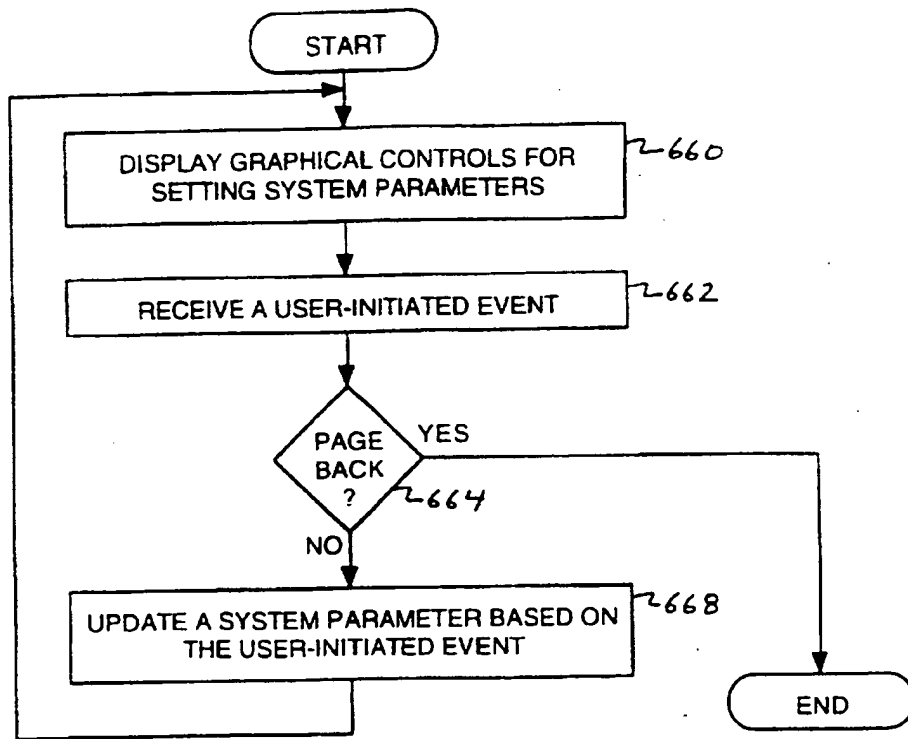 START
DISPLAY GRAPHICAL CONTROLS FOR
SETTING SYSTEM PARAMETERS
660
RECEIVE A USER-INITIATED EVENT
662
PAGE
BACK
?
YES
664
NO
UPDATE A SYSTEM PARAMETER BASED ON
THE USER-INITIATED EVENT
668
END